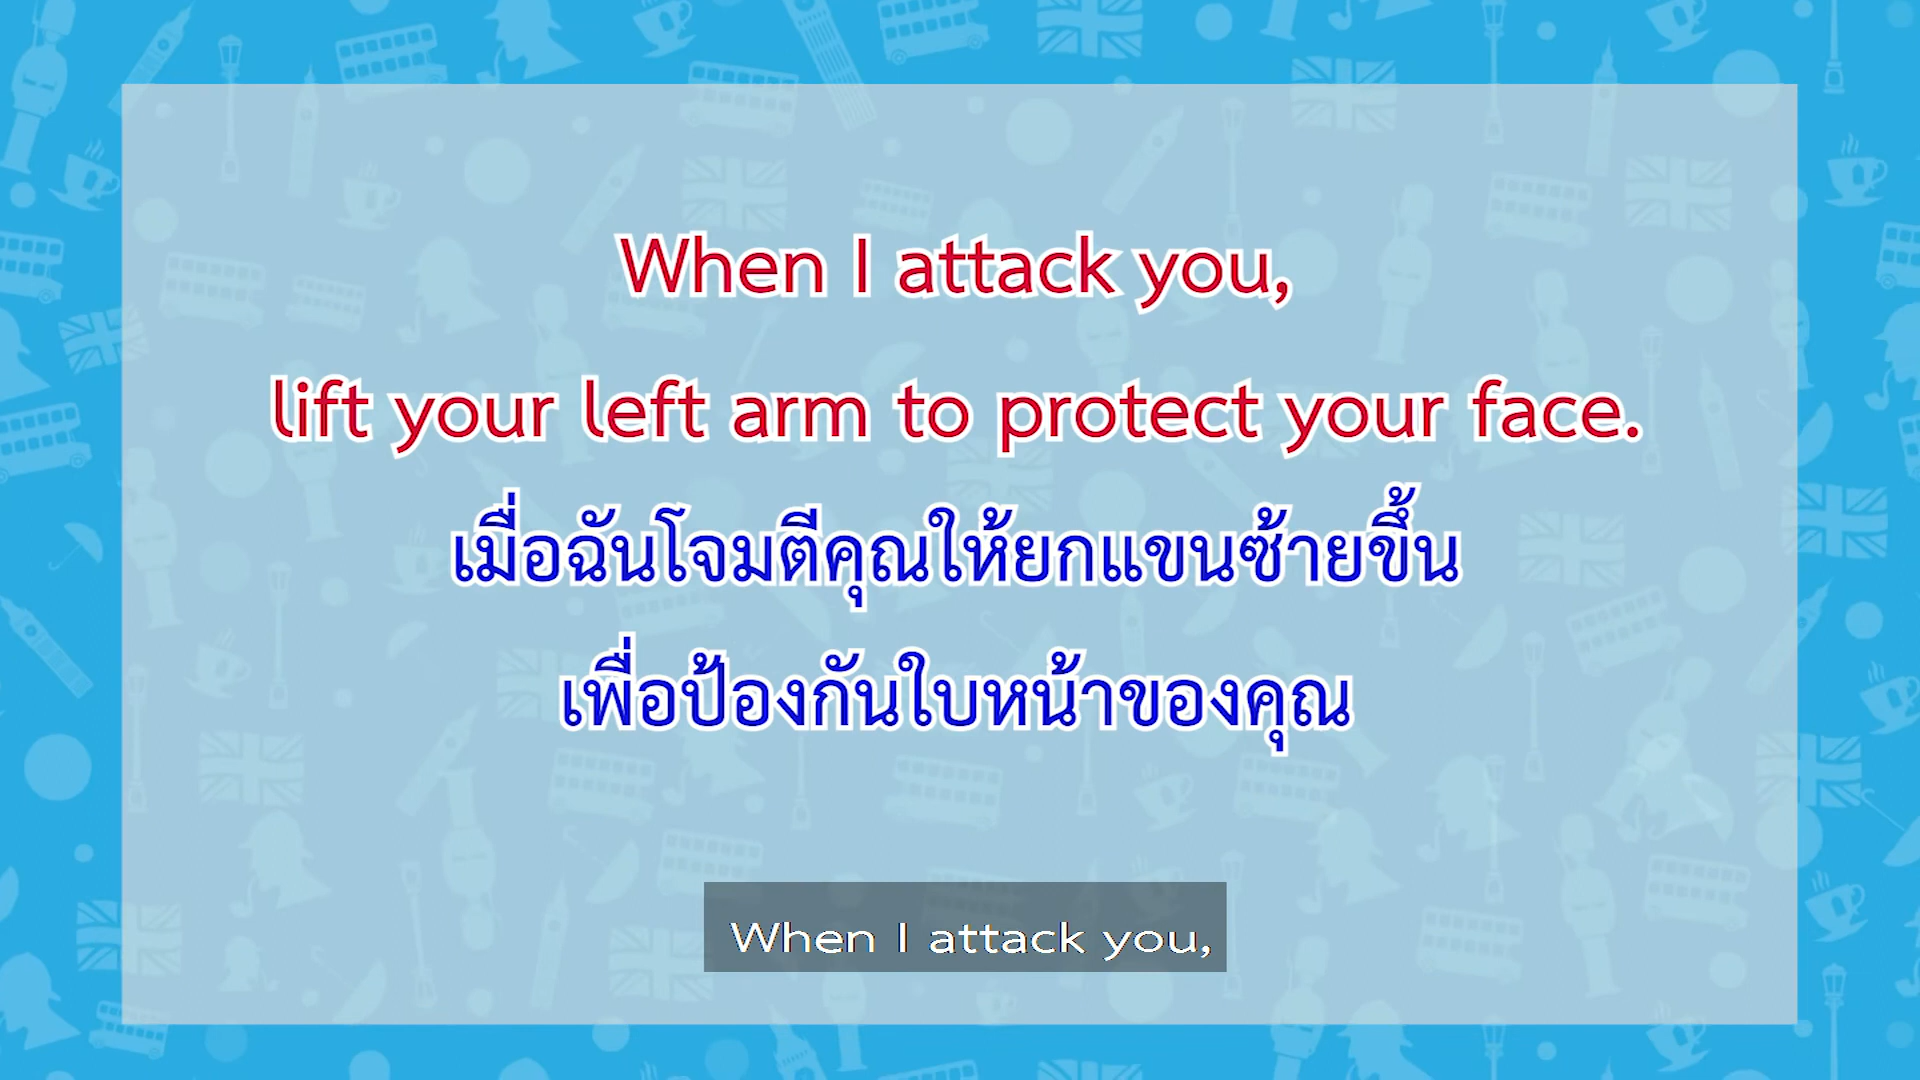 When I attack you,
lift your left arm to protect your face.
เมื่อฉันโจมตีคุณให้ยกแขนซ้ายขึ้น
เพื่อป้องกันใบหน้าของคุณ
When I attack you,